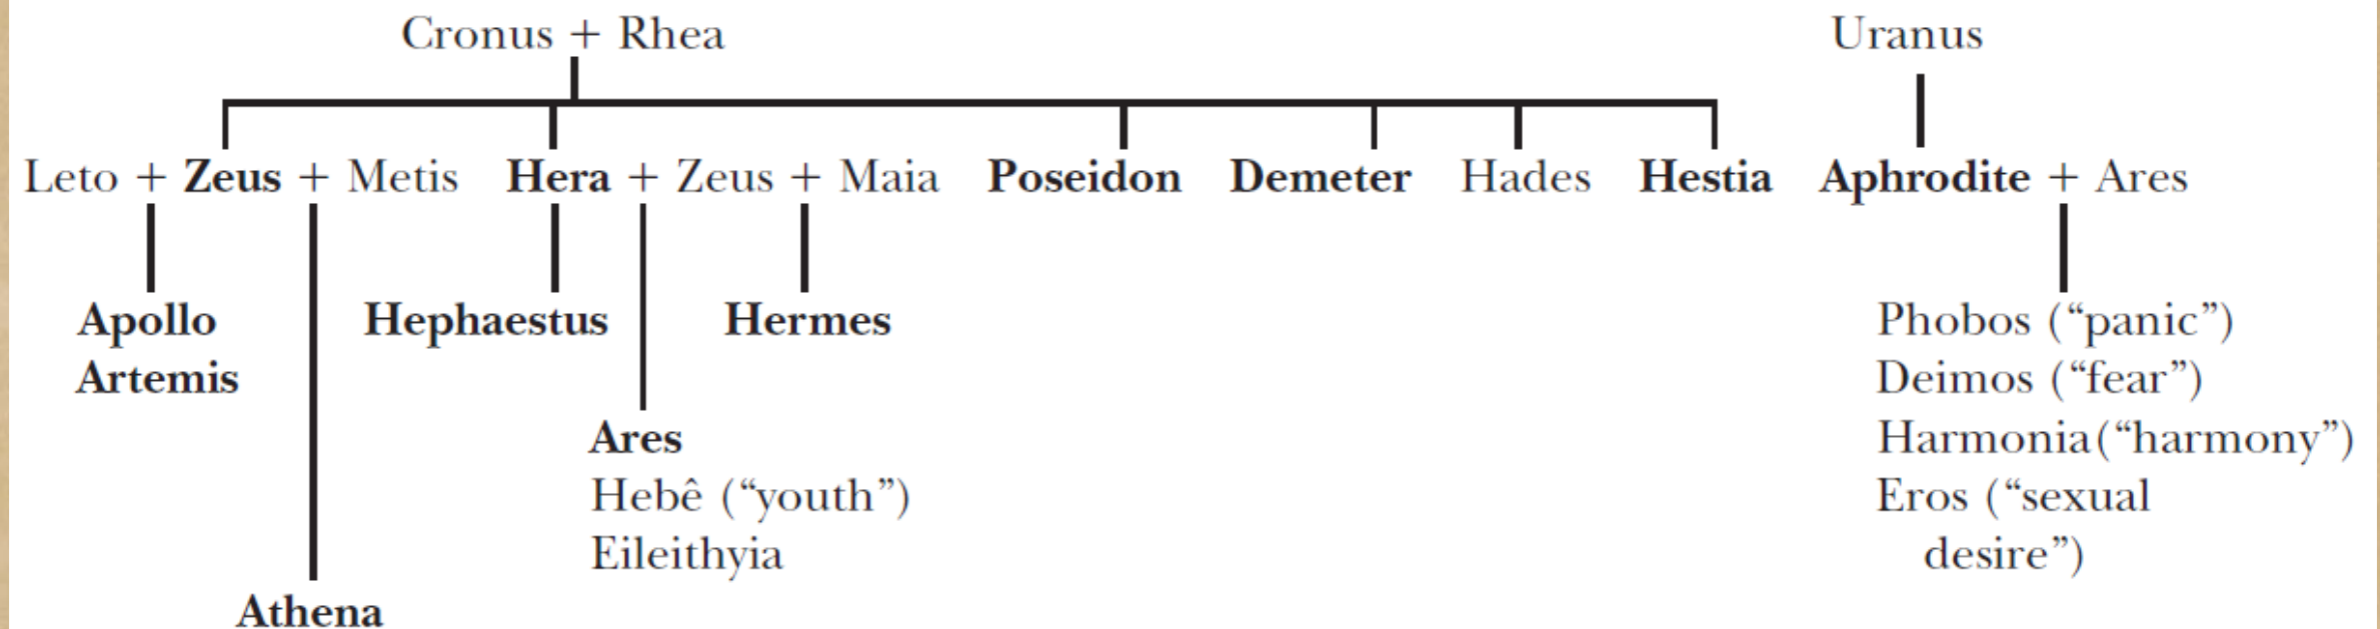 Cronus + Rhea
Uranus
Leto + Zeus + Metis Hera + Zeus + Maia Poseidon Demeter Hades Hestia Aphrodite + Ares
Apollo
Artemis
Hephaestus
Hermes
Ares
Hebê (“youth”)
Eileithyia
Athena
Phobos (“panic”)
Deimos (“fear”)
Harmonia(“harmony”)
Eros (“sexual
desire”)